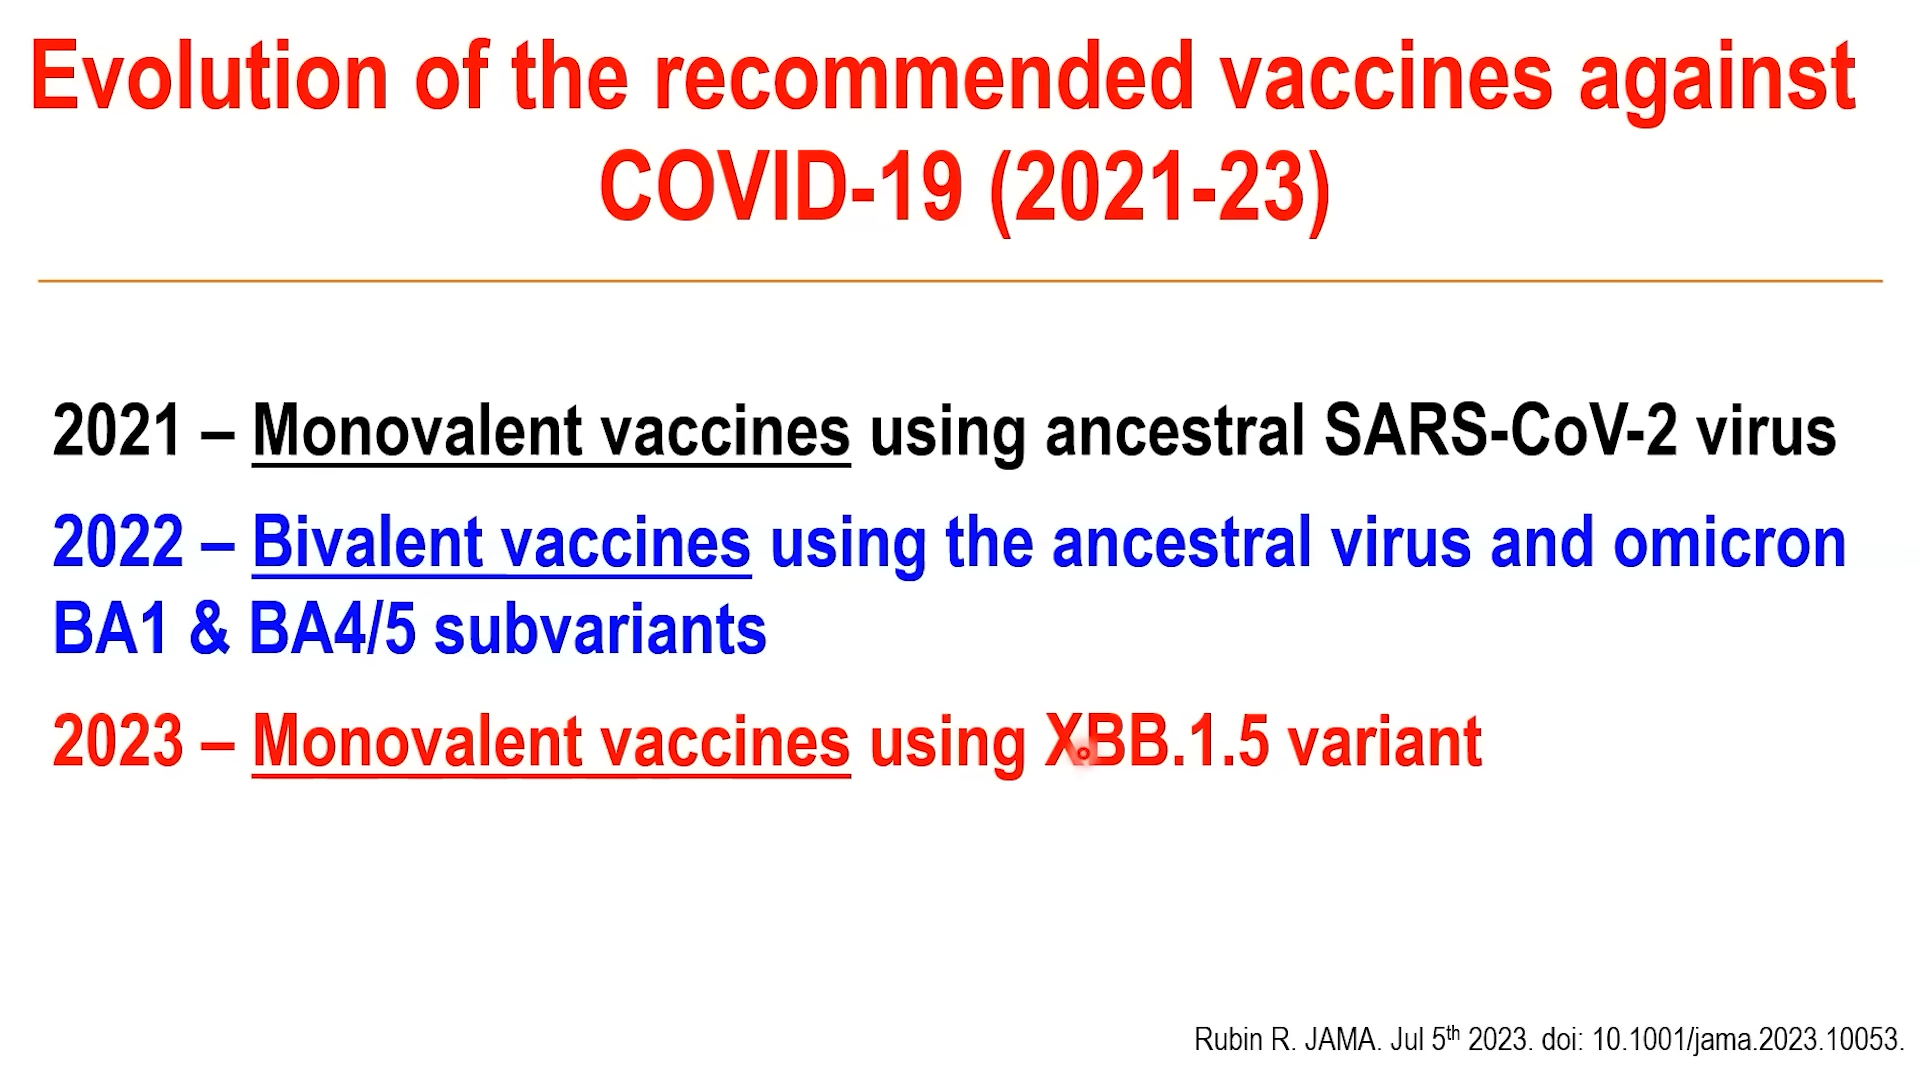 Evolution of the recommended vaccines against
COVID-19 (2021-23)
2021 – Monovalent vaccines using ancestral SARS-CoV-2 virus
2022 – Bivalent vaccines using the ancestral virus and omicron
BA1 & BA4/5 subvariants
2023 – Monovalent vaccines using XBB.1.5 variant
Rubin R. JAMA. Jul 5th 2023. doi: 10.1001/jama.2023.10053.